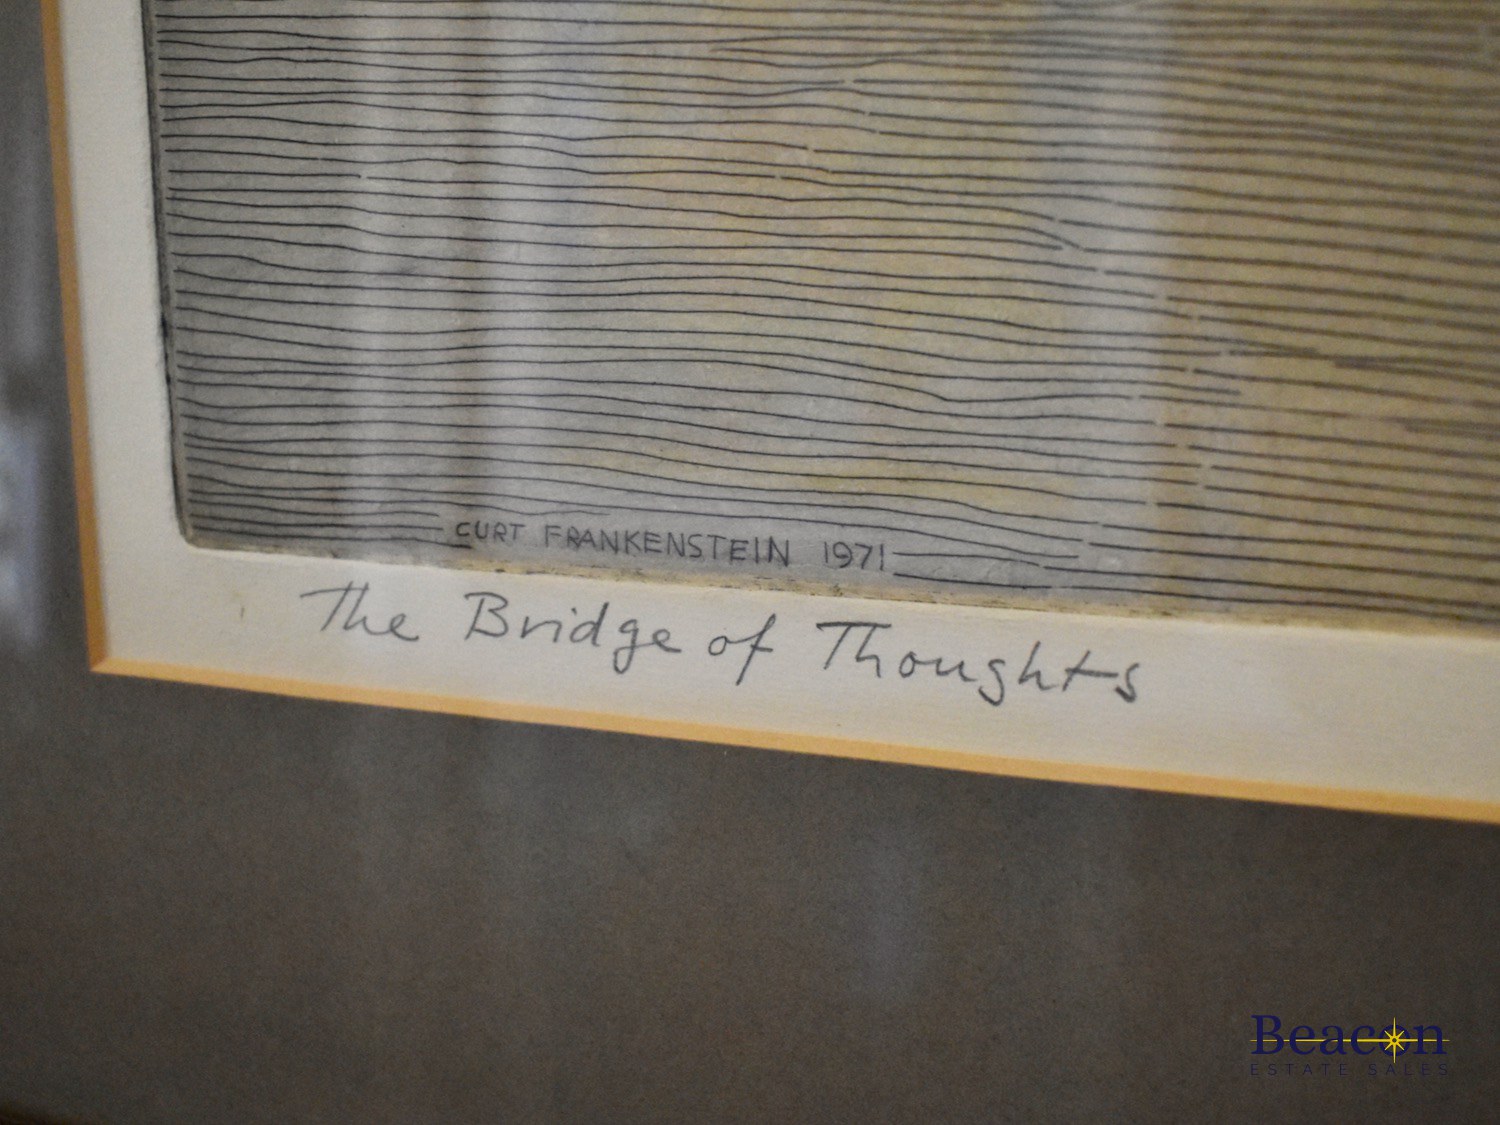 CURT FRANKENSTEIN 1971
The Bridge of Thoughts
Beacon
ESTATE SALES